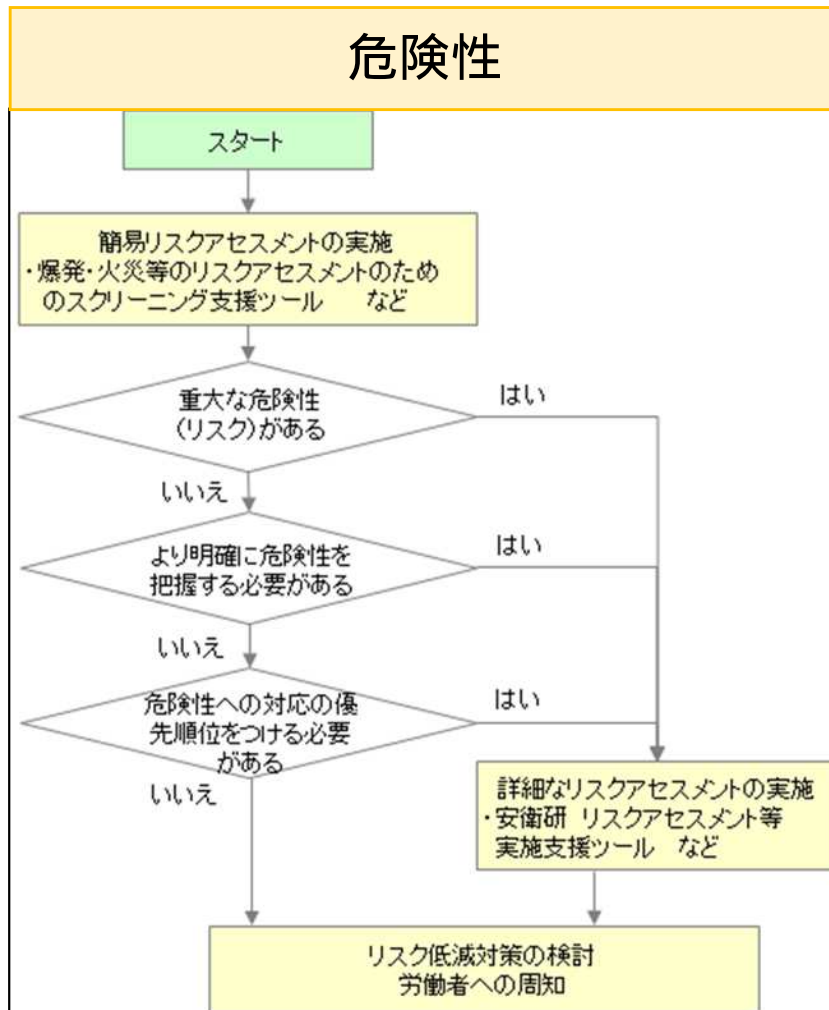 危険性
スタート
簡易リスクアセスメントの実施
・爆発・火災等のリスクアセスメントのため
のスクリーニング支援ツール　など
重大な危険性
(リスク)がある
はい
いいえ
より明確に危険性を
把握する必要がある
はい
いいえ
危険性への対応の優
先順位をつける必要
がある
はい
いいえ
詳細なリスクアセスメントの実施
・安衛研 リスクアセスメント等
実施支援ツール　など
リスク低減対策の検討
労働者への周知